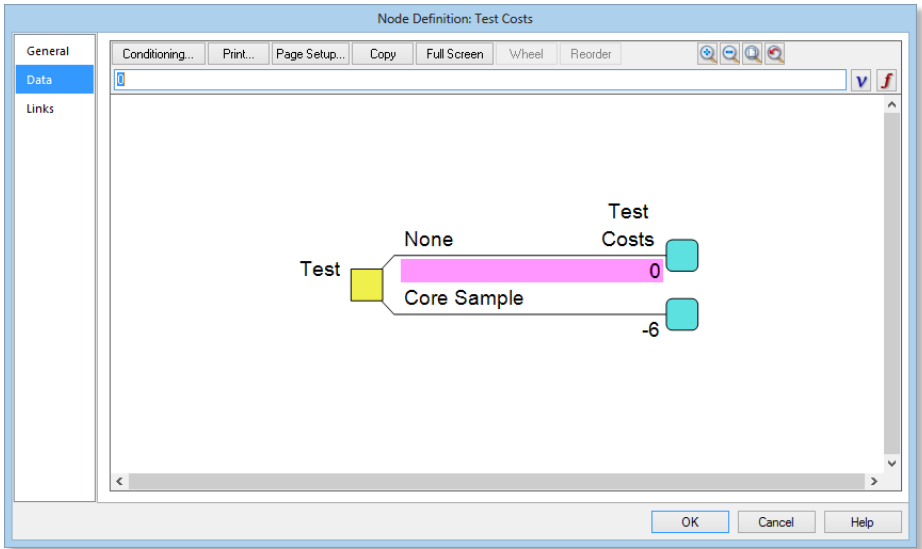 Node Definition: Test Costs
General
Data
Links
Conditioning... Print... Page Setup... Copy Full Screen Wheel Reorder
0
v f
Test
None Costs
Test 0
Core Sample
-6
OK Cancel Help